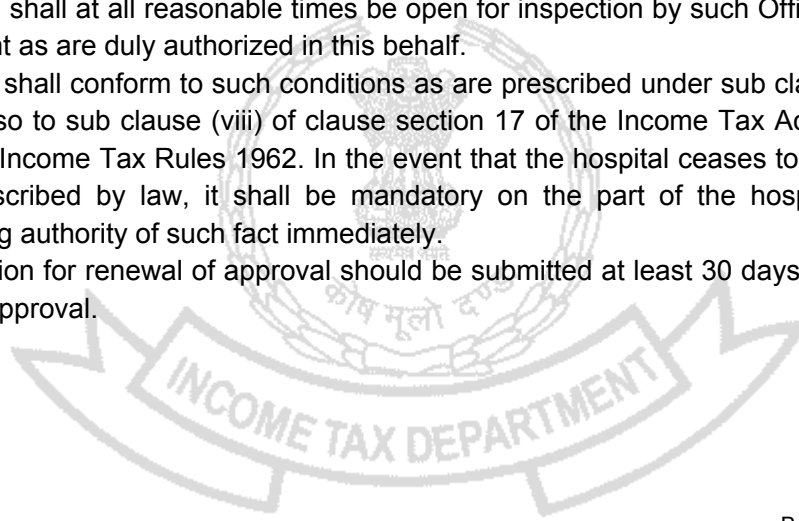 shall at all reasonable times be open for inspection by such Offi
t as are duly authorized in this behalf.
shall conform to such conditions as are prescribed under sub cla
so to sub clause (viii) of clause section 17 of the Income Tax Ac
Income Tax Rules 1962. In the event that the hospital ceases to
scribed by law, it shall be mandatory on the part of the hosp
g authority of such fact immediately.
सत्यमेव जयते
ion for renewal of approval should be submitted at least 30 days
pproval.
कोष मूलो दण्ड
INCOME TAX DEPARTMENT